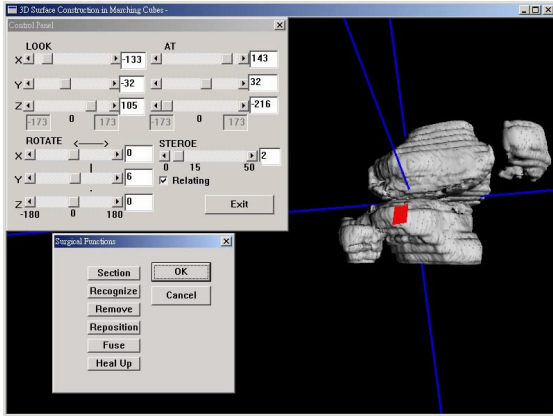 3D Surface Construction in Marching Cubes -
Control Panel
LOOK AT
X -133 143
Y -32 32
Z 105 -216
-173 0 173 -173 0 173
ROTATE <----> STEROE
X 0 2
0 15 50
Y 6 Relating
Z 0 Exit
-180 0 180
Surgical Functions
Section OK
Recognize Cancel
Remove
Reposition
Fuse
Heal Up